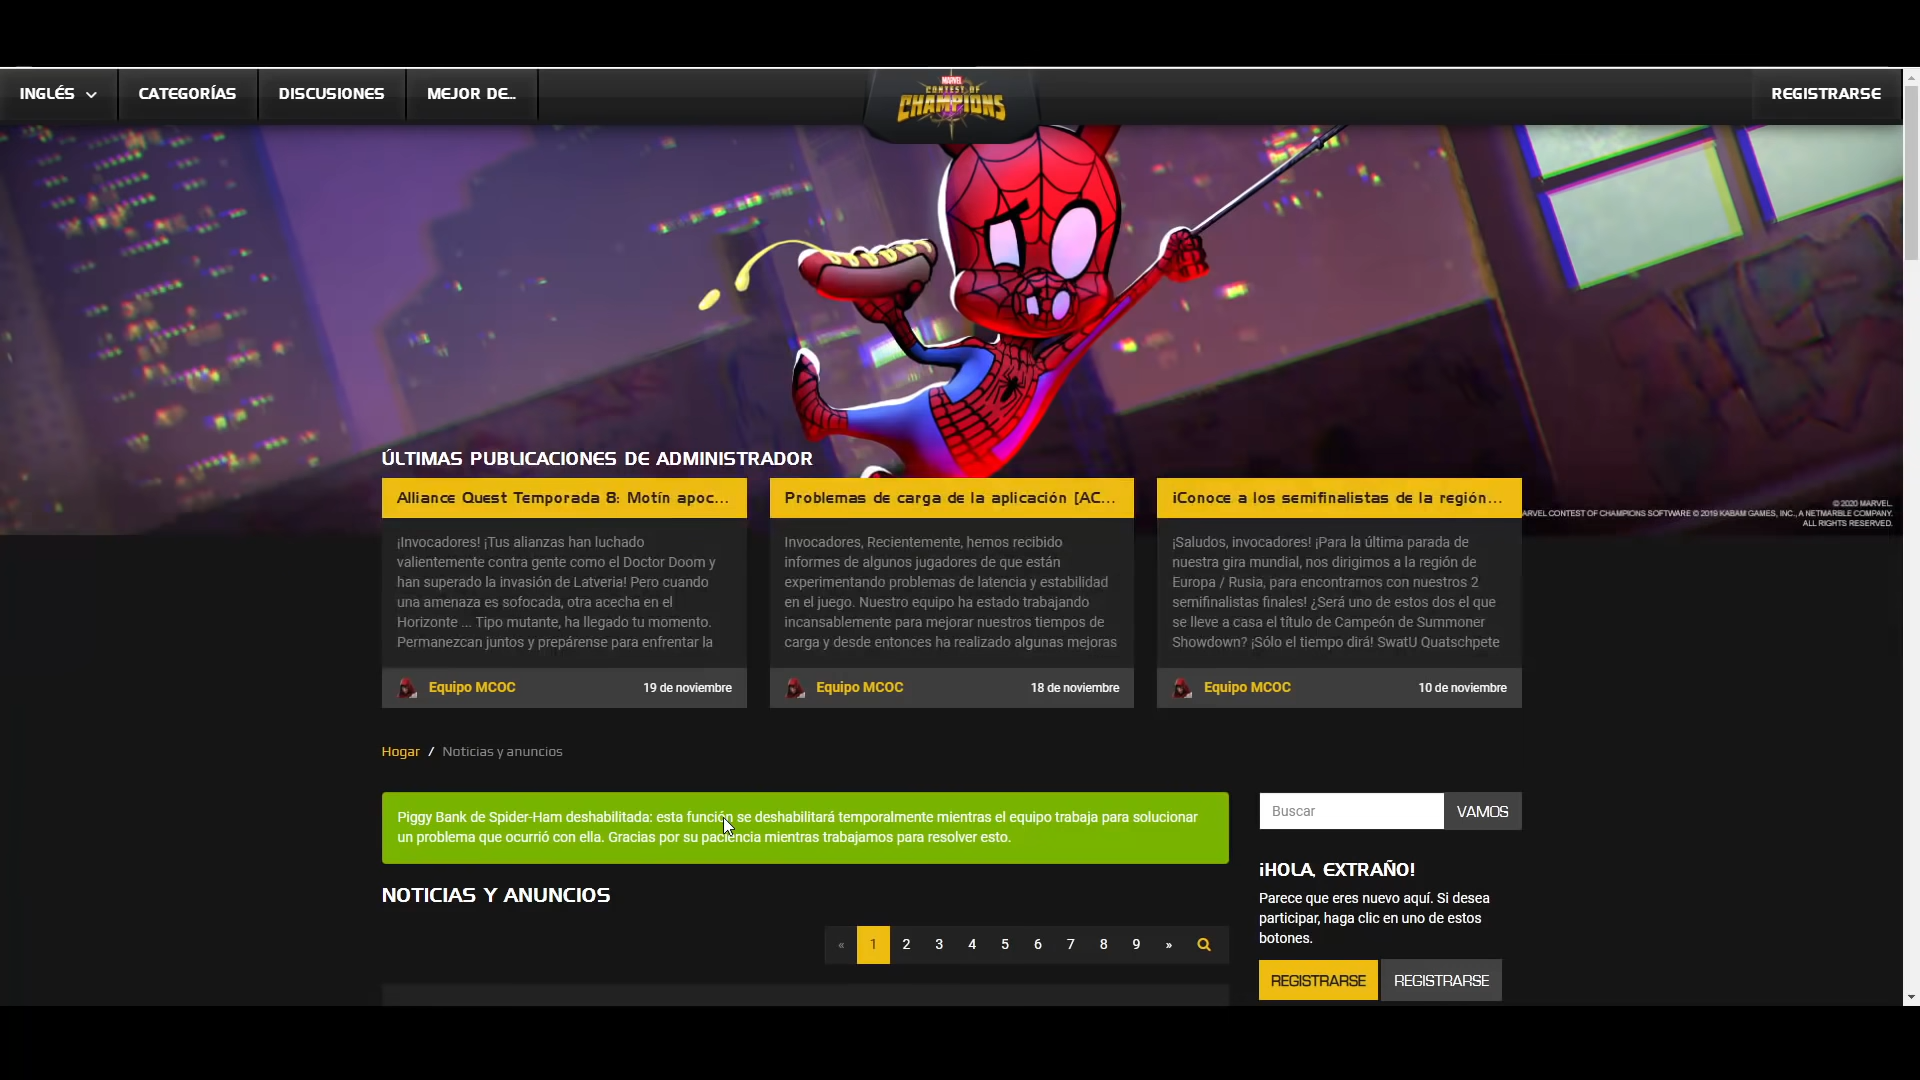 INGLÉS
CATEGORÍAS
DISCUSIONES
MEJOR DE...
MARVEL
CONTEST OF
CHAMPIONS
REGISTRARSE
© 2020 MARVEL.
ARVEL CONTEST OF CHAMPIONS SOFTWARE © 2019 KABAM GAMES, INC., A NETMARBLE COMPANY.
ALL RIGHTS RESERVED.
ÚLTIMAS PUBLICACIONES DE ADMINISTRADOR
Alliance Quest Temporada 8: Motín apoc...
¡Invocadores! ¡Tus alianzas han luchado
valientemente contra gente como el Doctor Doom y
han superado la invasión de Latveria! Pero cuando
una amenaza es sofocada, otra acecha en el
Horizonte ... Tipo mutante, ha llegado tu momento.
Permanezcan juntos y prepárense para enfrentar la
Equipo MCOC
19 de noviembre
Problemas de carga de la aplicación [AC...
Invocadores, Recientemente, hemos recibido
informes de algunos jugadores de que están
experimentando problemas de latencia y estabilidad
en el juego. Nuestro equipo ha estado trabajando
incansablemente para mejorar nuestros tiempos de
carga y desde entonces ha realizado algunas mejoras
Equipo MCOC
18 de noviembre
¡Conoce a los semifinalistas de la región...
¡Saludos, invocadores! ¡Para la última parada de
nuestra gira mundial, nos dirigimos a la región de
Europa / Rusia, para encontrarnos con nuestros 2
semifinalistas finales! ¿Será uno de estos dos el que
se lleve a casa el título de Campeón de Summoner
Showdown? ¡Sólo el tiempo dirá! SwatU Quatschpete
Equipo MCOC
10 de noviembre
Hogar / Noticias y anuncios
Piggy Bank de Spider-Ham deshabilitada: esta función se deshabilitará temporalmente mientras el equipo trabaja para solucionar
un problema que ocurrió con ella. Gracias por su paciencia mientras trabajamos para resolver esto.
NOTICIAS Y ANUNCIOS
« 1 2 3 4 5 6 7 8 9 »
Buscar
VAMOS
¡HOLA, EXTRAÑO!
Parece que eres nuevo aquí. Si desea
participar, haga clic en uno de estos
botones.
REGISTRARSE
REGISTRARSE